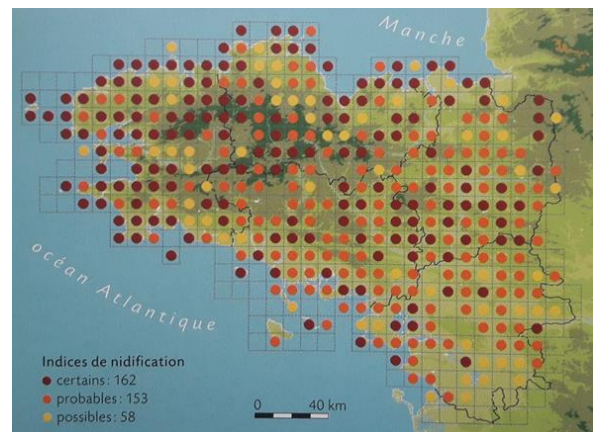 Manche
océan Atlantique
Indices de nidification
certains : 162
probables : 153
possibles : 58
0 40 km